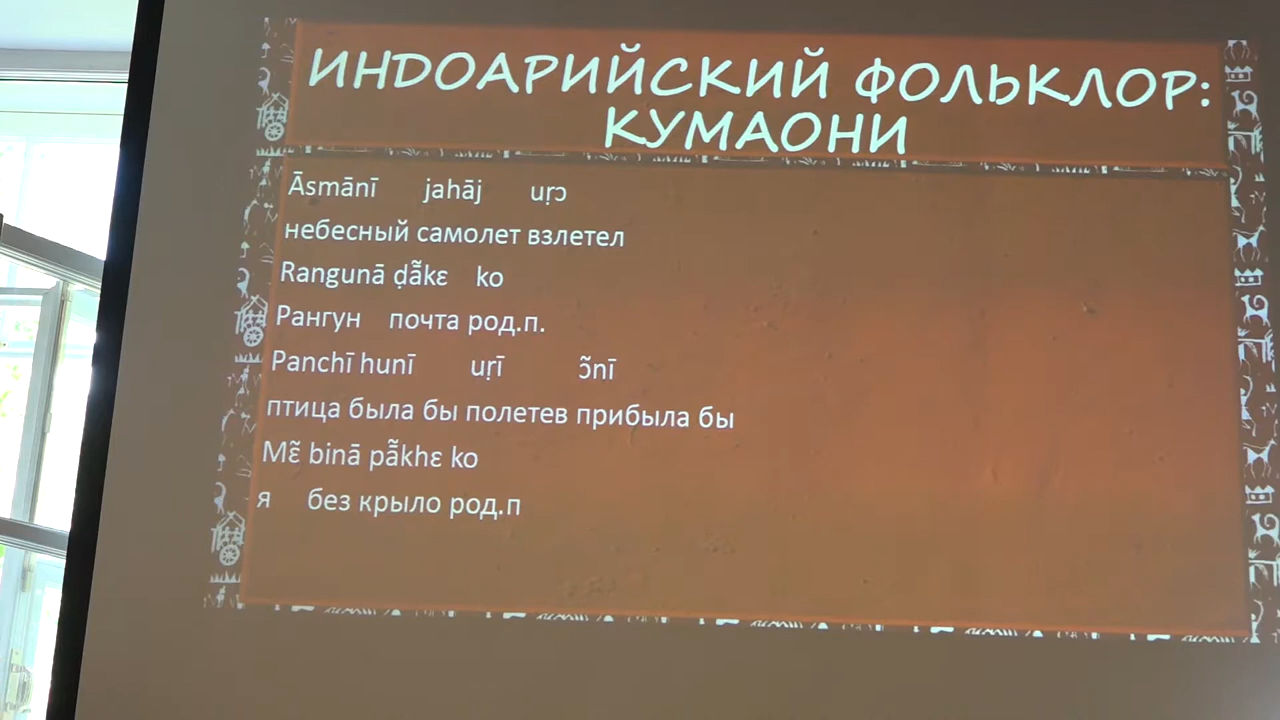 ИНДОАРИЙСКИЙ ФОЛЬКЛОР:
КУМАОНИ
Āsmānī jahāj uṛɔ
небесный самолет взлетел
Rangunā ḍā̃kɛ ko
Рангун почта род.п.
Panchī hunī uṛī ɔ̃nī
птица была бы полетев прибыла бы
Mɛ̃ binā pā̃khɛ ko
я без крыло род.п